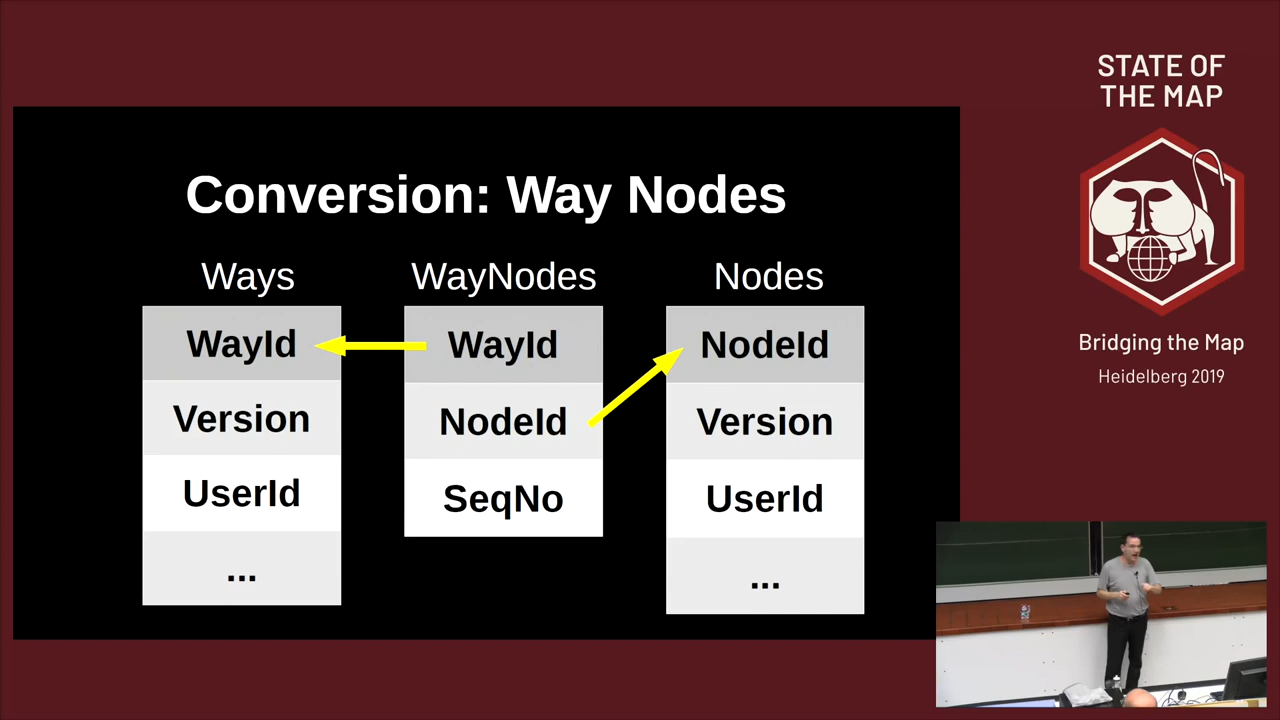 STATE OF
THE MAP
Conversion: Way Nodes
Ways
WayNodes
Nodes
WayId
WayId
NodeId
Version
NodeId
Version
UserId
SeqNo
UserId
...
...
Bridging the Map
Heidelberg 2019